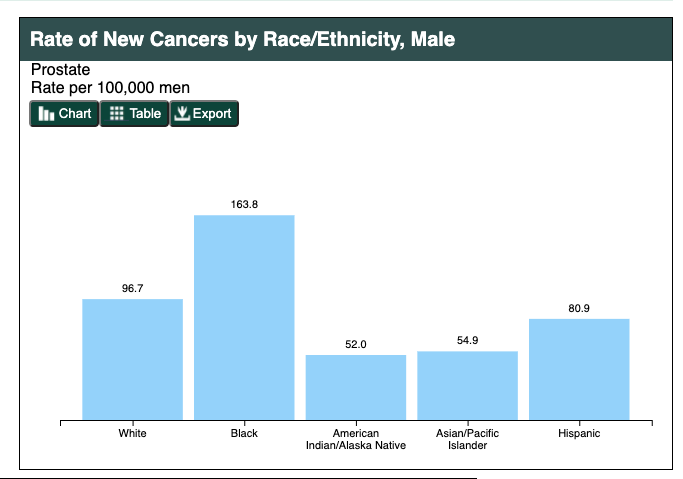 Rate of New Cancers by Race/Ethnicity, Male
Prostate
Rate per 100,000 men
Chart Table Export
163.8
96.7
80.9
54.9
52.0
White Black American Asian/Pacific Hispanic
Indian/Alaska Native Islander